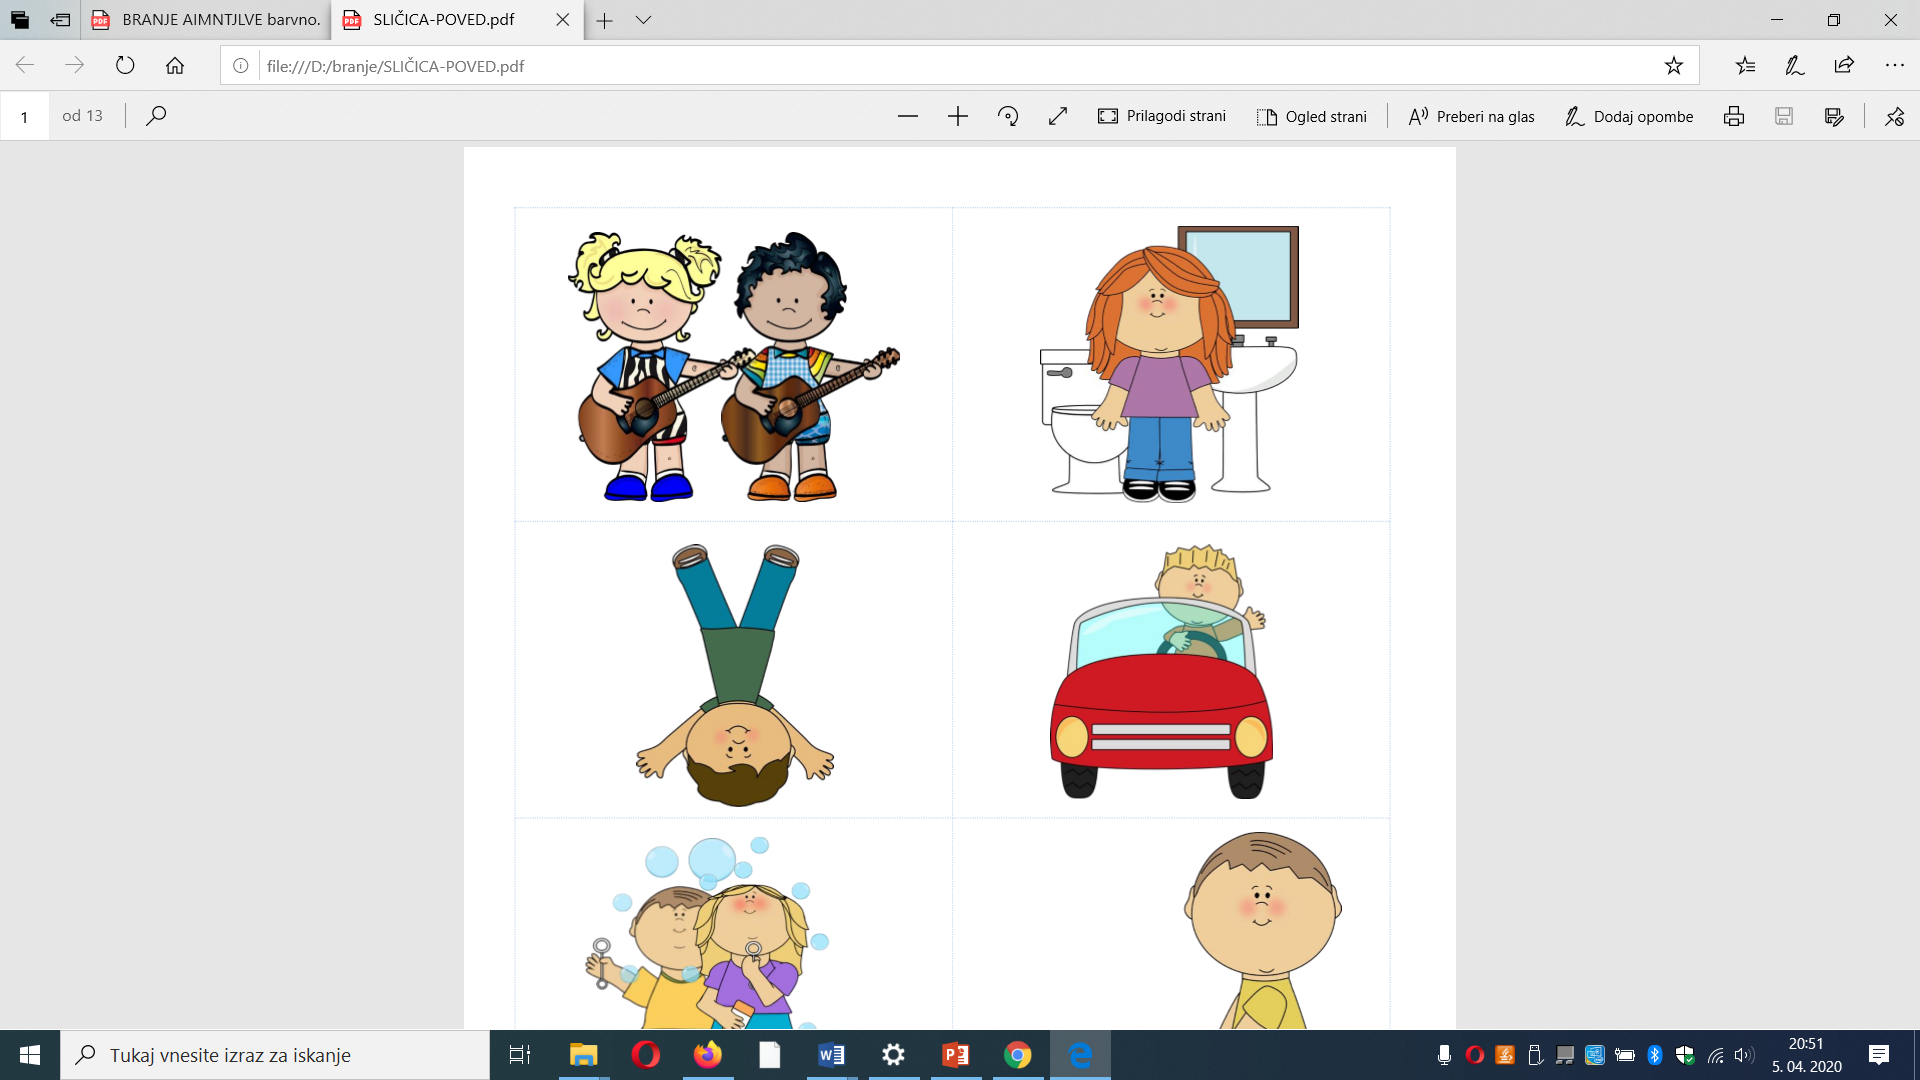 BRANJE AIMNTJLVE barvno.
SLIČICA-POVED.pdf
file:///D:/branje/SLIČICA-POVED.pdf
1 od 13
Prilagodi strani
Ogled strani
Preberi na glas
Dodaj opombe
Tukaj vnesite izraz za iskanje
20:51
5. 04. 2020